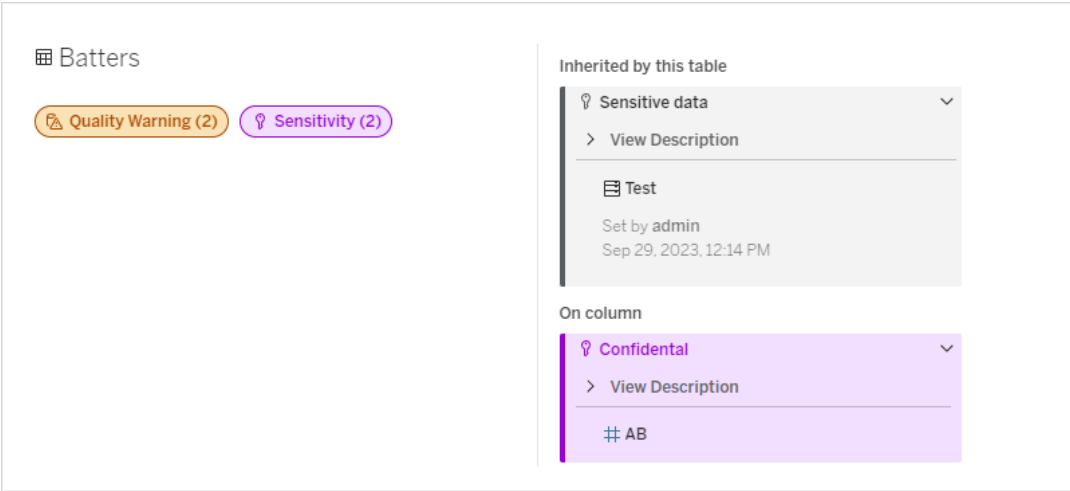 Batters
Quality Warning (2)
Sensitivity (2)
Inherited by this table
Sensitive data
View Description
Test
Set by admin
Sep 29, 2023, 12:14 PM
On column
Confidental
View Description
AB